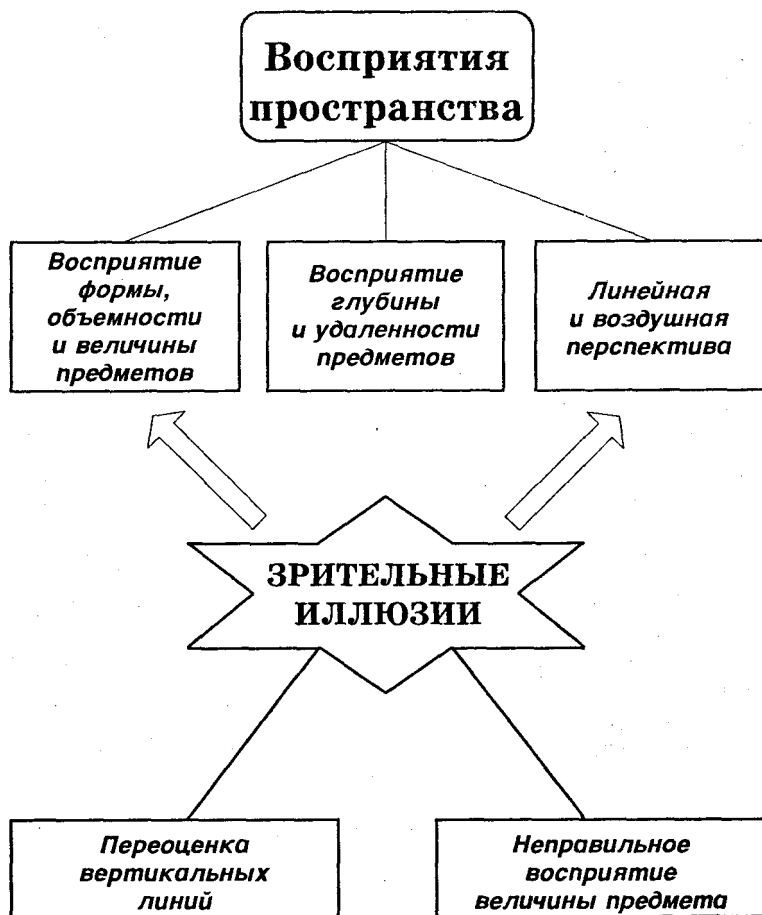 Восприятия
пространства
Восприятие
формы,
объемности
и величины
предметов
Восприятие
глубины
и удаленности
предметов
Линейная
и воздушная
перспектива
ЗРИТЕЛЬНЫЕ
ИЛЛЮЗИИ
Переоценка
вертикальных
линий
Неправильное
восприятие
величины предмета